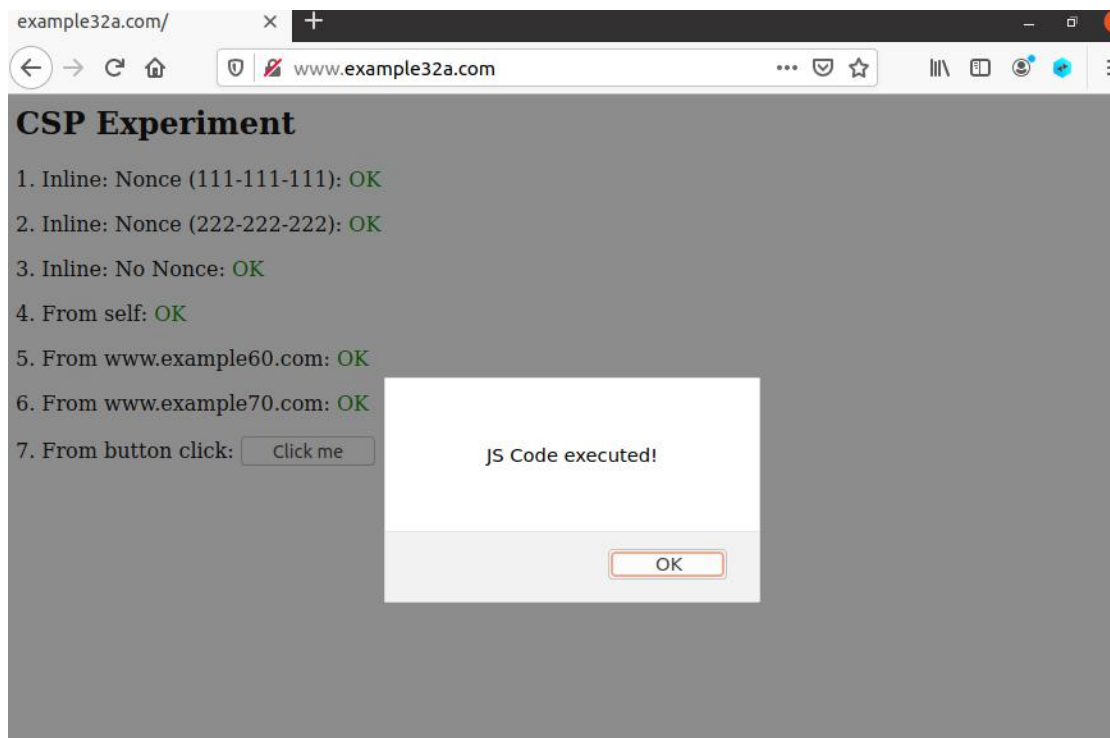 example32a.com/
www.example32a.com
CSP Experiment
1. Inline: Nonce (111-111-111): OK
2. Inline: Nonce (222-222-222): OK
3. Inline: No Nonce: OK
4. From self: OK
5. From www.example60.com: OK
6. From www.example70.com: OK
7. From button click: Click me
JS Code executed!
OK